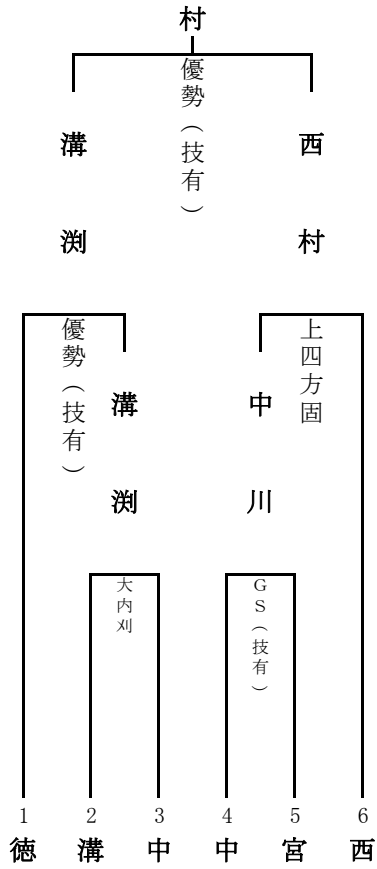 村
優勢（技有）
溝渕
西村
優勢（技有）
上四方固
溝渕
中川
大内刈
GS（技有）
1 2 3 4 5 6
徳 溝 中 中 宮 西